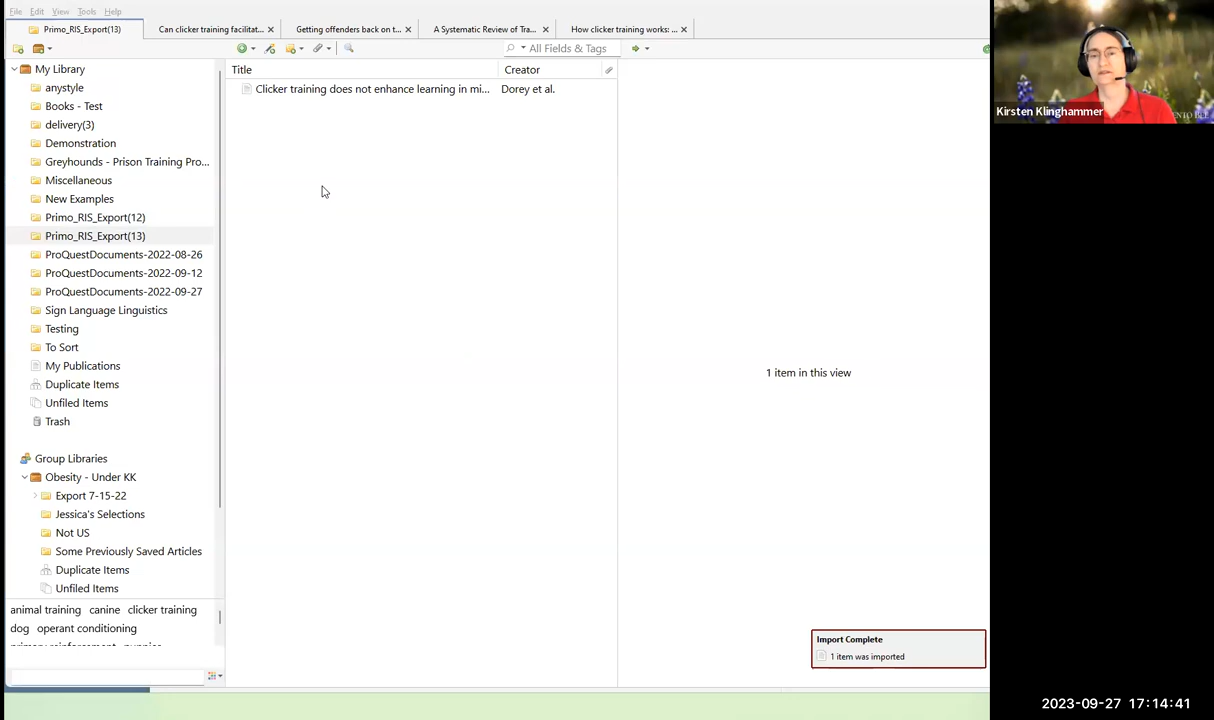 File Edit View Tools Help
Primo_RIS_Export(13)
Can clicker training facilitat...
Getting offenders back on t...
A Systematic Review of Tra...
How clicker training works: ...
All Fields & Tags
My Library
anystyle
Books - Test
delivery(3)
Demonstration
Greyhounds - Prison Training Pro...
Miscellaneous
New Examples
Primo_RIS_Export(12)
Primo_RIS_Export(13)
ProQuestDocuments-2022-08-26
ProQuestDocuments-2022-09-12
ProQuestDocuments-2022-09-27
Sign Language Linguistics
Testing
To Sort
My Publications
Duplicate Items
Unfiled Items
Trash
Group Libraries
Obesity - Under KK
Export 7-15-22
Jessica's Selections
Not US
Some Previously Saved Articles
Duplicate Items
Unfiled Items
animal training canine clicker training
dog operant conditioning
Title Creator
Clicker training does not enhance learning in mi... Dorey et al.
1 item in this view
Import Complete
1 item was imported
Kirsten Klinghammer
2023-09-27 17:14:41